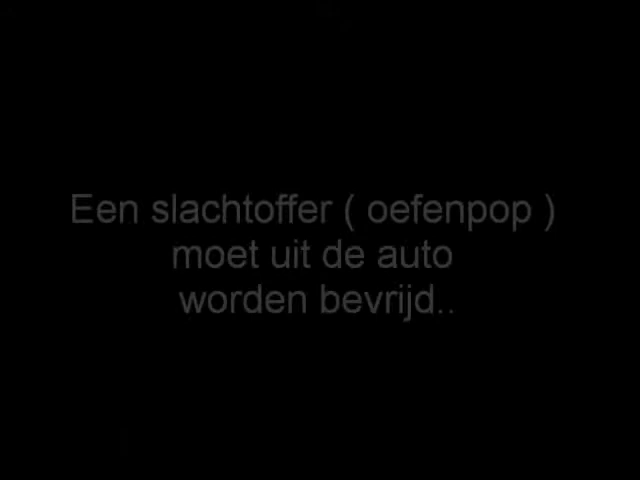 Een slachtoffer ( oefenpop )
moet uit de auto
worden bevrijd..